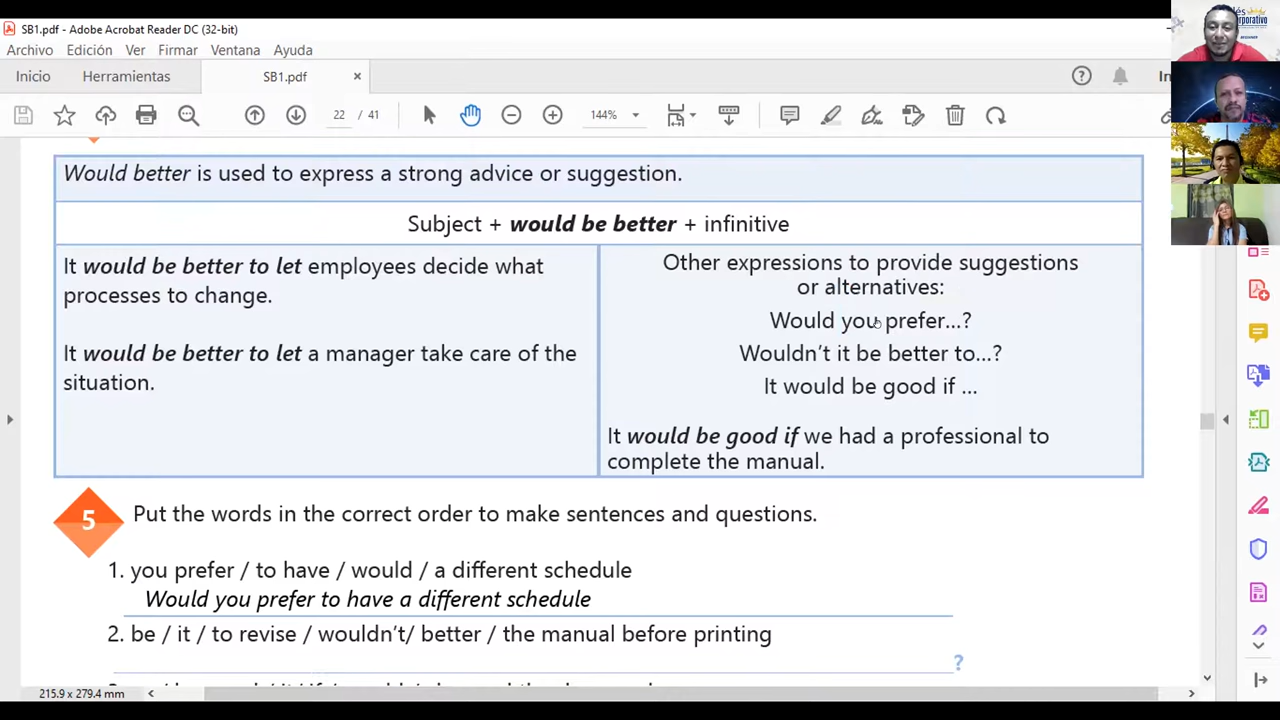 SB1.pdf - Adobe Acrobat Reader DC (32-bit)
Archivo Edición Ver Firmar Ventana Ayuda
Inicio Herramientas SB1.pdf
22 / 41 144%
Would better is used to express a strong advice or suggestion.
Subject + would be better + infinitive
It would be better to let employees decide what
processes to change.
It would be better to let a manager take care of the
situation.
Other expressions to provide suggestions
or alternatives:
Would you prefer...?
Wouldn't it be better to...?
It would be good if ...
It would be good if we had a professional to
complete the manual.
5 Put the words in the correct order to make sentences and questions.
1. you prefer / to have / would / a different schedule
Would you prefer to have a different schedule
2. be / it / to revise / wouldn't/ better / the manual before printing
?
215.9 x 279.4 mm